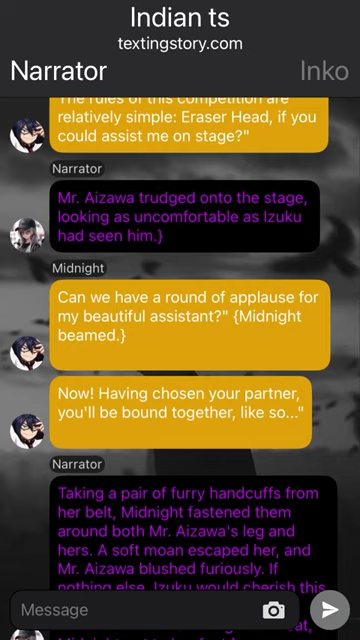 Indian ts
textingstory.com
Narrator
Inko
The rules of this competition are
relatively simple: Eraser Head, if you
could assist me on stage?"
Narrator
Mr. Aizawa trudged onto the stage,
looking as uncomfortable as Izuku
had seen him.}
Midnight
Can we have a round of applause for
my beautiful assistant?" {Midnight
beamed.}
Now! Having chosen your partner,
you'll be bound together, like so..."
Narrator
Taking a pair of furry handcuffs from
her belt, Midnight fastened them
around both Mr. Aizawa's leg and
hers. A soft moan escaped her, and
Mr. Aizawa blushed furiously. If
nothing else, Izuku would cherish this
Message